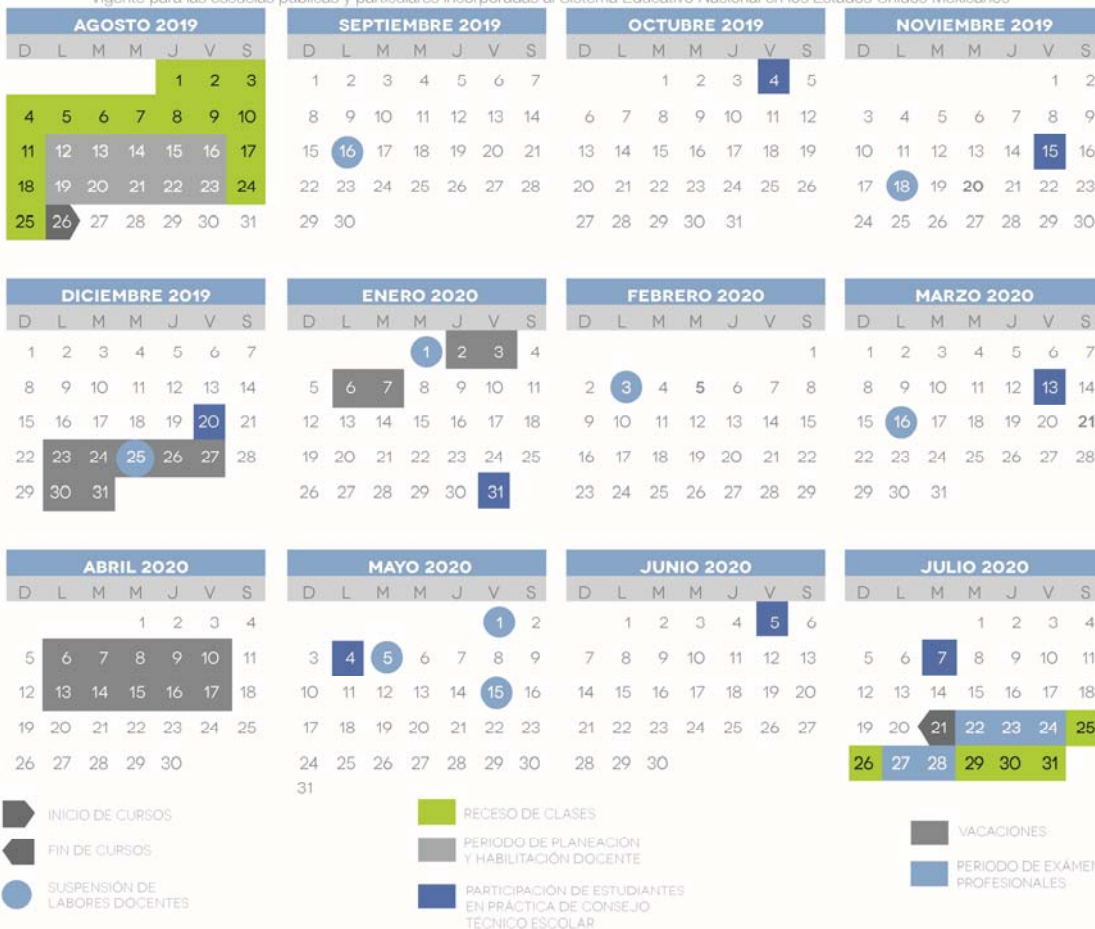 Vigente para las escuelas públicas y particulares incorporadas al Sistema Educativo Nacional en los Estados Unidos Mexicanos
AGOSTO 2019
D L M M J V S
1 2 3
4 5 6 7 8 9 10
11 12 13 14 15 16 17
18 19 20 21 22 23 24
25 26 27 28 29 30 31
SEPTIEMBRE 2019
D L M M J V S
1 2 3 4 5 6 7
8 9 10 11 12 13 14
15 16 17 18 19 20 21
22 23 24 25 26 27 28
29 30
OCTUBRE 2019
D L M M J V S
1 2 3 4 5
6 7 8 9 10 11 12
13 14 15 16 17 18 19
20 21 22 23 24 25 26
27 28 29 30 31
NOVIEMBRE 2019
D L M M J V S
1 2
3 4 5 6 7 8 9
10 11 12 13 14 15 16
17 18 19 20 21 22 23
24 25 26 27 28 29 30
DICIEMBRE 2019
D L M M J V S
1 2 3 4 5 6 7
8 9 10 11 12 13 14
15 16 17 18 19 20 21
22 23 24 25 26 27 28
29 30 31
ENERO 2020
D L M M J V S
1 2 3 4
5 6 7 8 9 10 11
12 13 14 15 16 17 18
19 20 21 22 23 24 25
26 27 28 29 30 31
FEBRERO 2020
D L M M J V S
1
2 3 4 5 6 7 8
9 10 11 12 13 14 15
16 17 18 19 20 21 22
23 24 25 26 27 28 29
MARZO 2020
D L M M J V S
1 2 3 4 5 6 7
8 9 10 11 12 13 14
15 16 17 18 19 20 21
22 23 24 25 26 27 28
29 30 31
ABRIL 2020
D L M M J V S
1 2 3 4
5 6 7 8 9 10 11
12 13 14 15 16 17 18
19 20 21 22 23 24 25
26 27 28 29 30
MAYO 2020
D L M M J V S
1 2
3 4 5 6 7 8 9
10 11 12 13 14 15 16
17 18 19 20 21 22 23
24 25 26 27 28 29 30
31
JUNIO 2020
D L M M J V S
1 2 3 4 5 6
7 8 9 10 11 12 13
14 15 16 17 18 19 20
21 22 23 24 25 26 27
28 29 30
JULIO 2020
D L M M J V S
1 2 3 4
5 6 7 8 9 10 11
12 13 14 15 16 17 18
19 20 21 22 23 24 25
26 27 28 29 30 31
INICIO DE CURSOS
FIN DE CURSOS
SUSPENSIÓN DE
LABORES DOCENTES
RECESO DE CLASES
PERIODO DE PLANEACIÓN
Y HABILITACIÓN DOCENTE
PARTICIPACIÓN DE ESTUDIANTES
EN PRÁCTICA DE CONSEJO
TÉCNICO ESCOLAR
VACACIONES
PERIODO DE EXÁMEN
PROFESIONALES